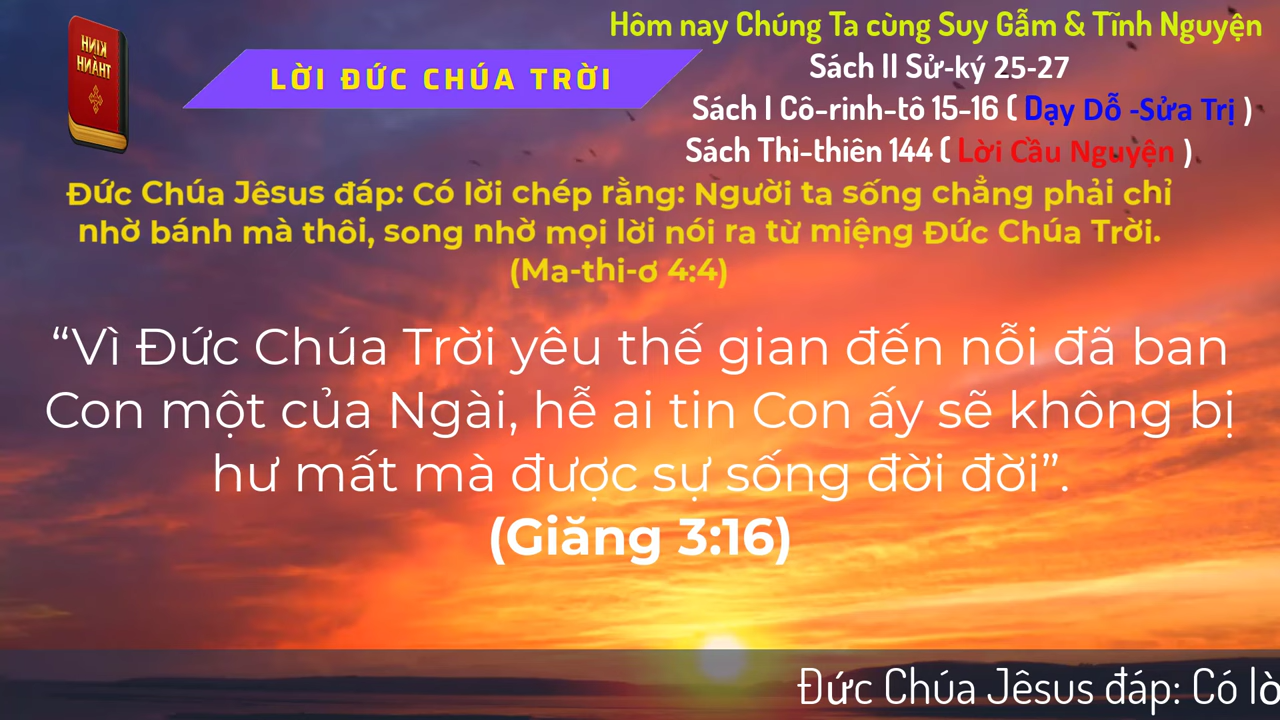 KINH
THÁNH
LỜI ĐỨC CHÚA TRỜI
Hôm nay Chúng Ta cùng Suy Gẫm & Tĩnh Nguyện
Sách II Sử-ký 25-27
Sách I Cô-rinh-tô 15-16 ( Dạy Dỗ -Sửa Trị )
Sách Thi-thiên 144 ( Lời Cầu Nguyện )
Đức Chúa Jêsus đáp: Có lời chép rằng: Người ta sống chẳng phải chỉ
nhờ bánh mà thôi, song nhờ mọi lời nói ra từ miệng Đức Chúa Trời.
(Ma-thi-ơ 4:4)
“Vì Đức Chúa Trời yêu thế gian đến nỗi đã ban
Con một của Ngài, hễ ai tin Con ấy sẽ không bị
hư mất mà được sự sống đời đời”.
(Giăng 3:16)
Đức Chúa Jêsus đáp: Có lờ